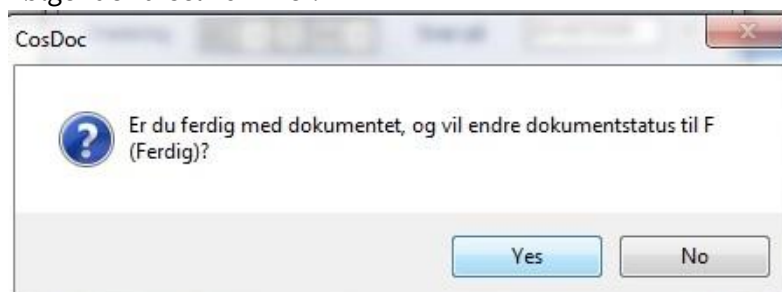 CosDoc
Er du ferdig med dokumentet, og vil endre dokumentstatus til F
(Ferdig)?
Yes
No